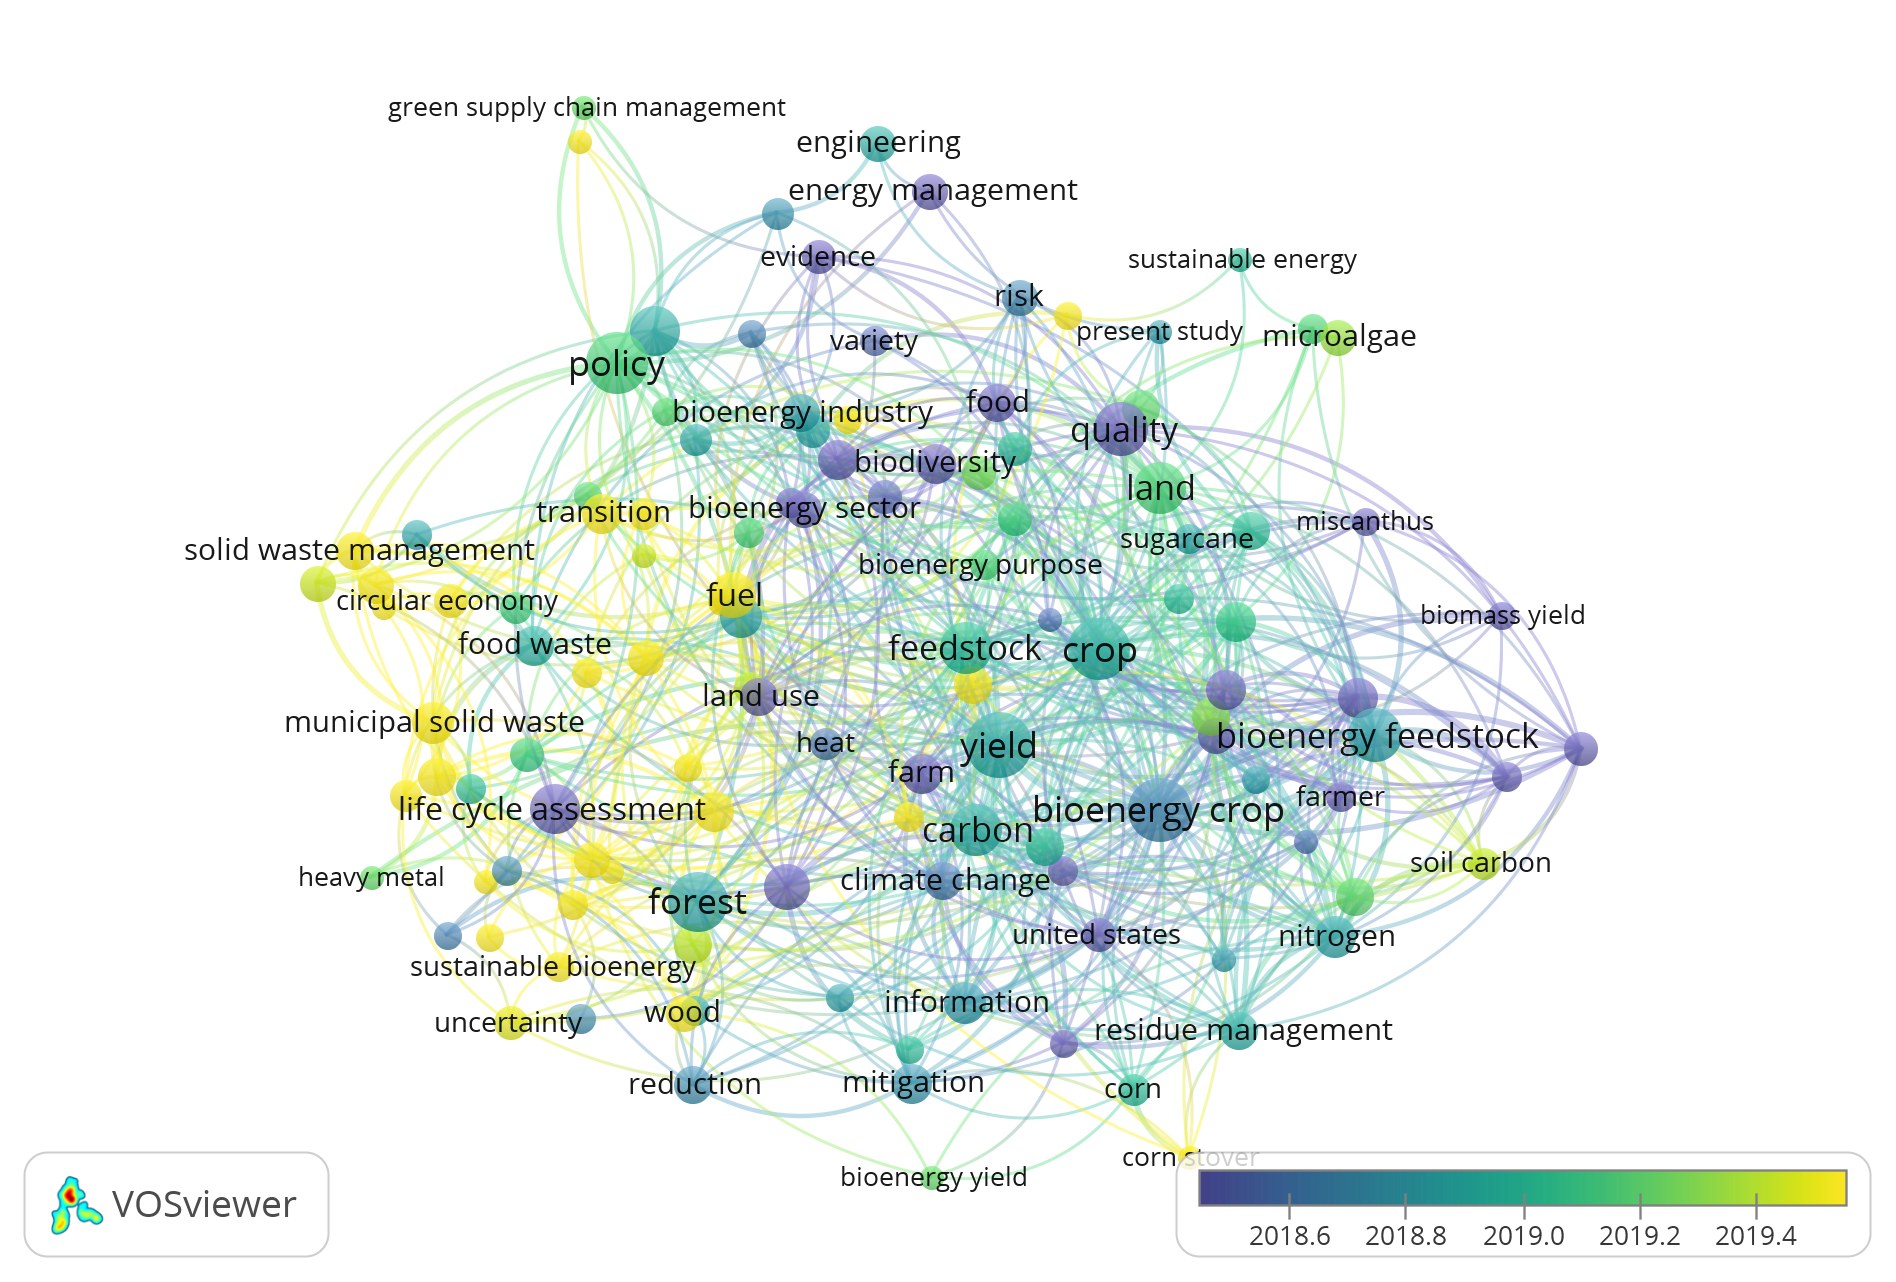 green supply chain management
engineering
energy management
evidence
sustainable energy
risk
present study
microalgae
variety
policy
bioenergy industry
food
quality
biodiversity
land
transition
bioenergy sector
miscanthus
sugarcane
solid waste management
bioenergy purpose
fuel
circular economy
biomass yield
food waste
feedstock
crop
land use
municipal solid waste
heat
yield
bioenergy feedstock
farm
farmer
life cycle assessment
bioenergy crop
carbon
soil carbon
heavy metal
climate change
forest
united states
nitrogen
sustainable bioenergy
information
wood
uncertainty
residue management
reduction
mitigation
corn
corn stover
bioenergy yield
VOSviewer
2018.6 2018.8 2019.0 2019.2 2019.4